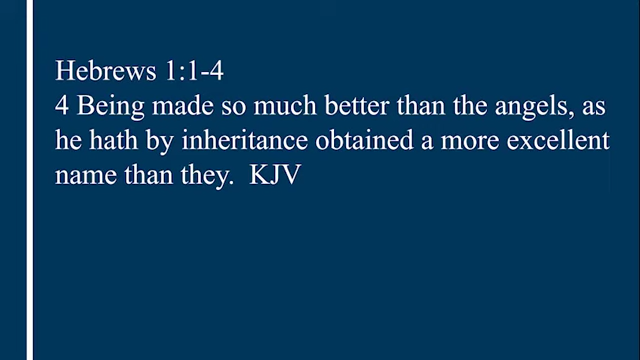 Hebrews 1:1-4
4 Being made so much better than the angels, as
he hath by inheritance obtained a more excellent
name than they.  KJV